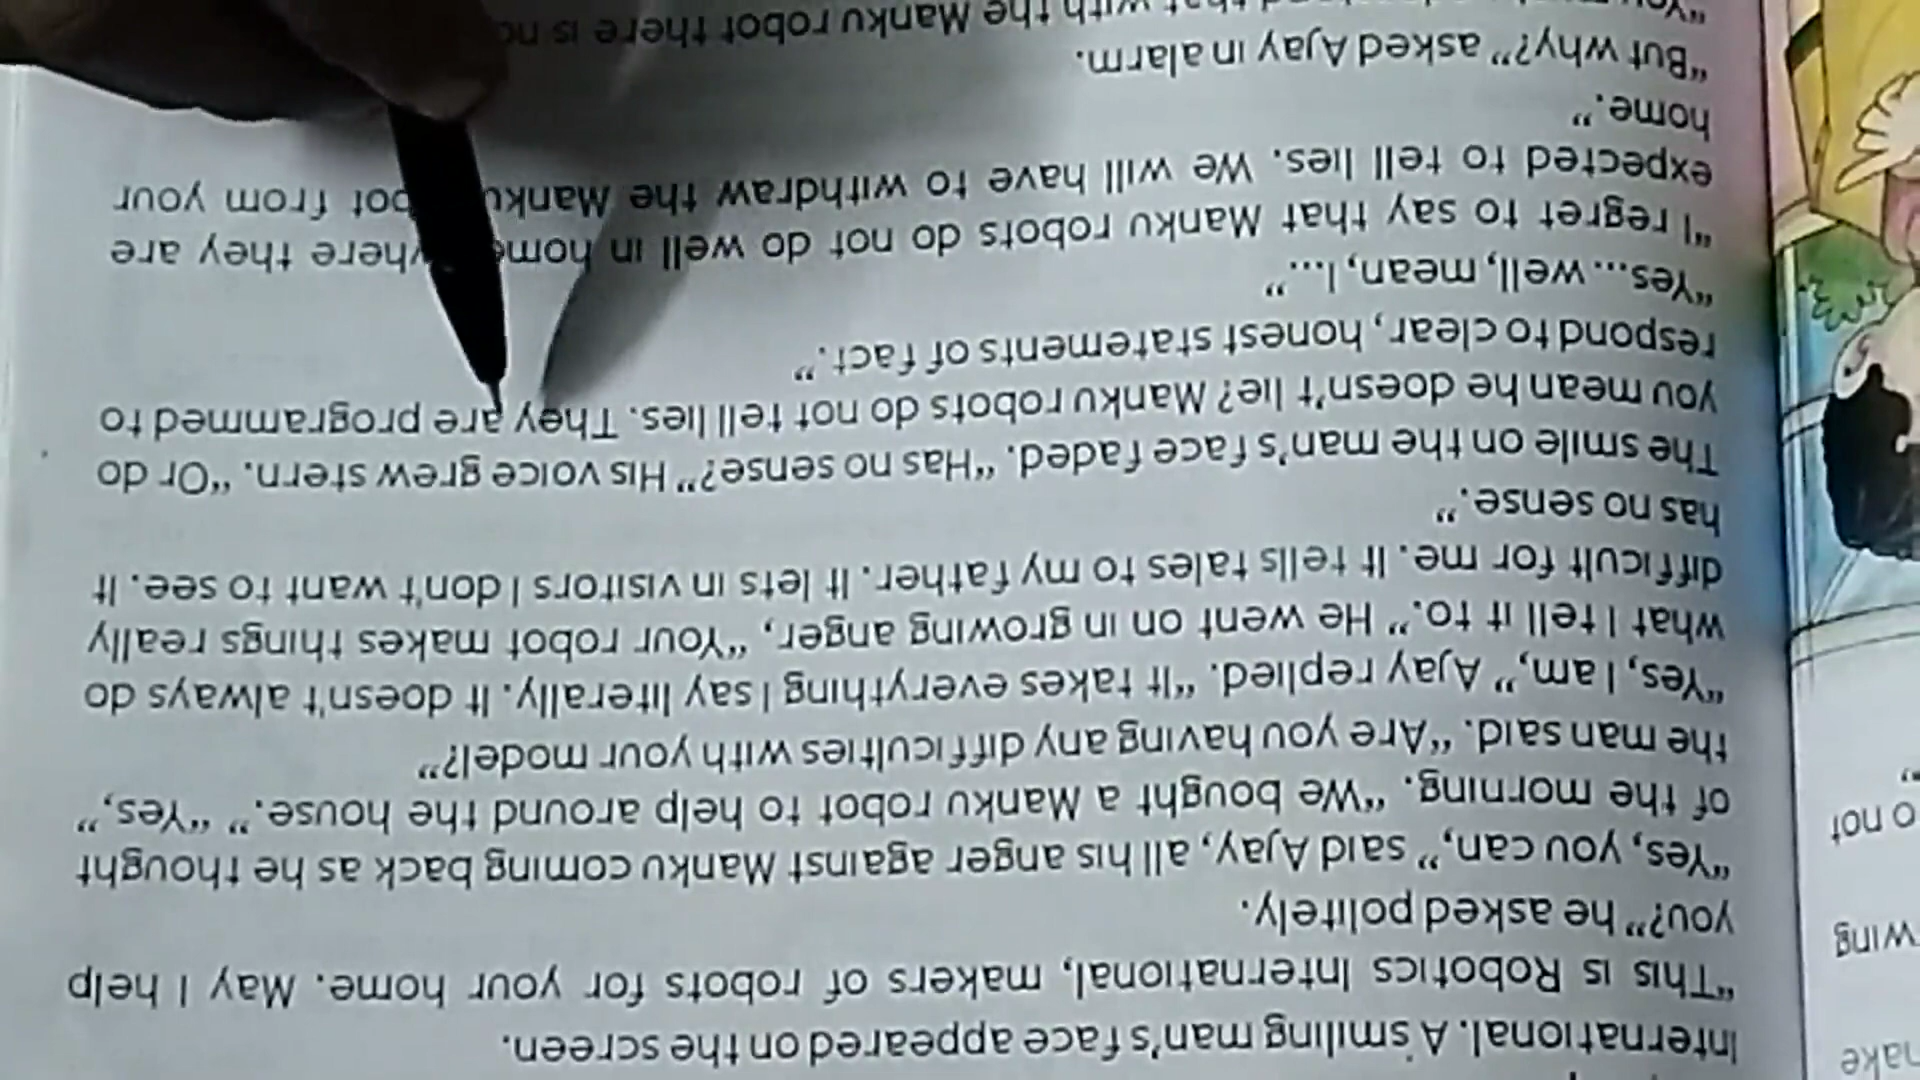 International. A smiling man's face appeared on the screen.
"This is Robotics International, makers of robots for your home. May I help
you?" he asked politely.
"Yes, you can," said Ajay, all his anger against Manku coming back as he thought
of the morning. "We bought a Manku robot to help around the house." "Yes,"
the man said. "Are you having any difficulties with your model?"
"Yes, I am," Ajay replied. "It takes everything I say literally. It doesn't always do
what I tell it to." He went on in growing anger, "Your robot makes things really
difficult for me. It tells tales to my father. It lets in visitors I don't want to see. It
has no sense."
The smile on the man's face faded. "Has no sense?" His voice grew stern. "Or do
you mean he doesn't lie? Manku robots do not tell lies. They are programmed to
respond to clear, honest statements of fact."
"Yes... well, mean, I..."
"I regret to say that Manku robots do not do well in where they are
expected to tell lies. We will have to withdraw the Manku from your
home."
"But why?" asked Ajay in alarm.
that with the Manku robot there is
o not
wing